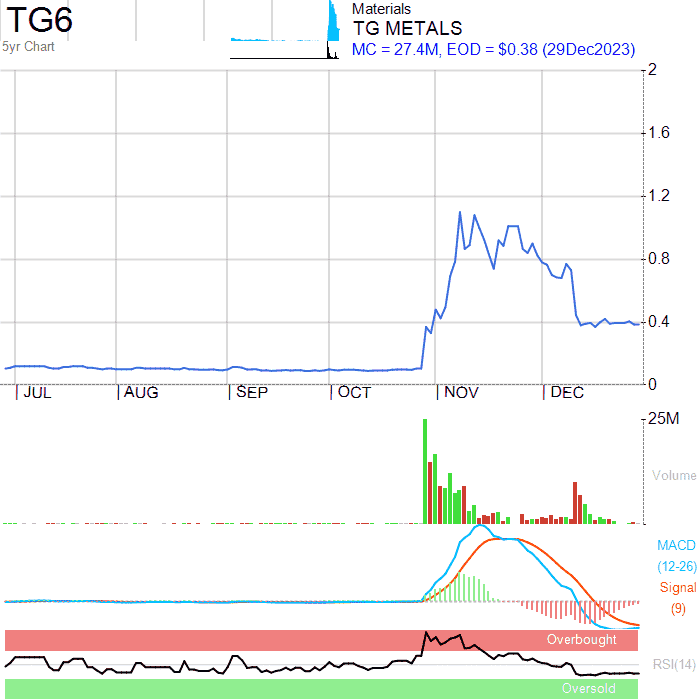 TG6
5yr Chart
Materials
TG METALS
MC = 27.4M, EOD = $0.38 (29Dec2023)
2
1.6
1.2
0.8
0.4
0
JUL AUG SEP OCT NOV DEC
25M
Volume
MACD
(12-26)
Signal
(9)
Overbought
RSI(14)
Oversold